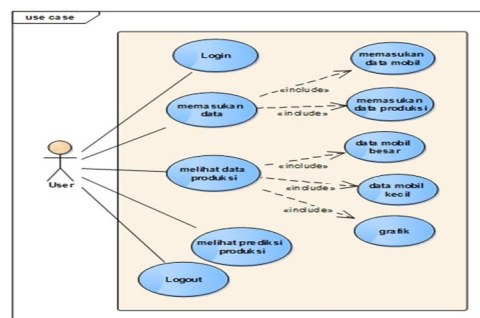 use case
Login
memasukan
data
melihat data
produksi
melihat prediksi
produksi
Logout
User
memasukan
data mobil
memasukan
data produksi
data mobil
besar
data mobil
kecil
grafik
«include»
«include»
«include»
«include»
«include»